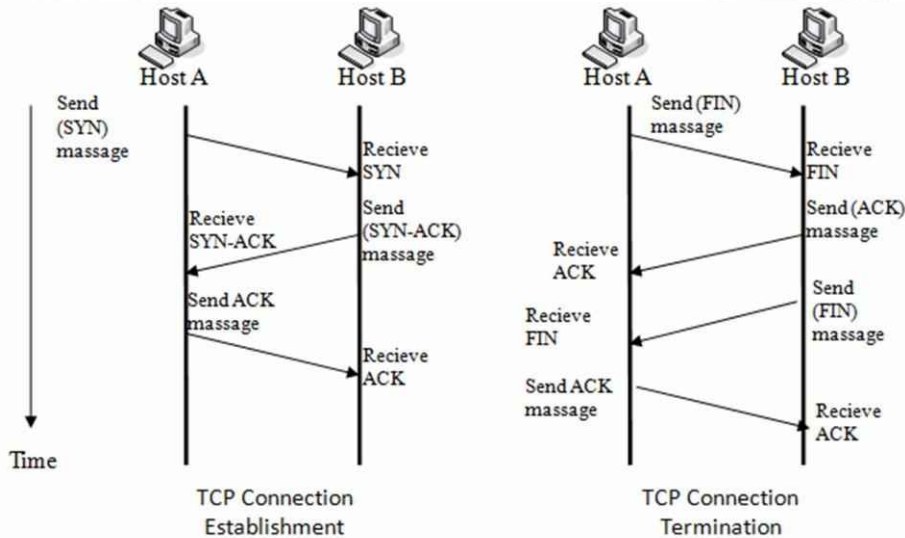 Host A
Host B
Send
(SYN)
massage
Recieve
SYN
Recieve
SYN-ACK
Send
(SYN-ACK)
massage
Send ACK
massage
Recieve
ACK
Time
TCP Connection
Establishment
Host A
Host B
Send (FIN)
massage
Recieve
FIN
Send (ACK)
massage
Recieve
ACK
Send
(FIN)
massage
Recieve
FIN
Send ACK
massage
Recieve
ACK
TCP Connection
Termination